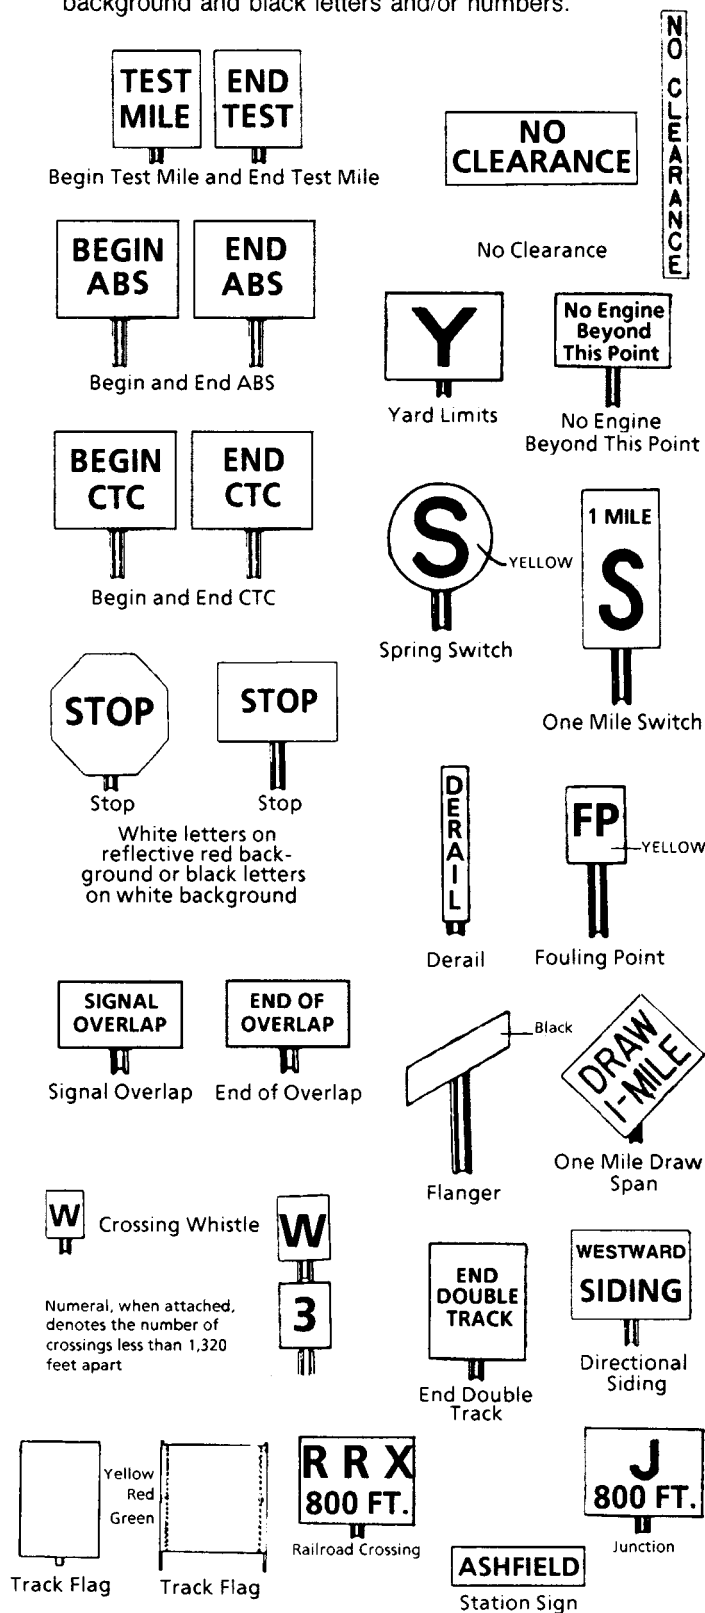 background and black letters and/or numbers.
TEST
MILE
END
TEST
Begin Test Mile and End Test Mile
NO
CLEARANCE
NO CLEARANCE
No Clearance
BEGIN
ABS
END
ABS
Begin and End ABS
Y
Yard Limits
No Engine
Beyond
This Point
No Engine
Beyond This Point
BEGIN
CTC
END
CTC
Begin and End CTC
S
YELLOW
Spring Switch
1 MILE
S
One Mile Switch
STOP
Stop
STOP
Stop
White letters on
reflective red back-
ground or black letters
on white background
DERAIL
Derail
FP
YELLOW
Fouling Point
SIGNAL
OVERLAP
Signal Overlap
END OF
OVERLAP
End of Overlap
Black
Flanger
DRAW
1-MILE
One Mile Draw
Span
W
Crossing Whistle
W
3
Numeral, when attached,
denotes the number of
crossings less than 1,320
feet apart
END
DOUBLE
TRACK
End Double
Track
WESTWARD
SIDING
Directional
Siding
Yellow
Red
Green
Track Flag
Track Flag
R R X
800 FT.
Railroad Crossing
J
800 FT.
Junction
ASHFIELD
Station Sign